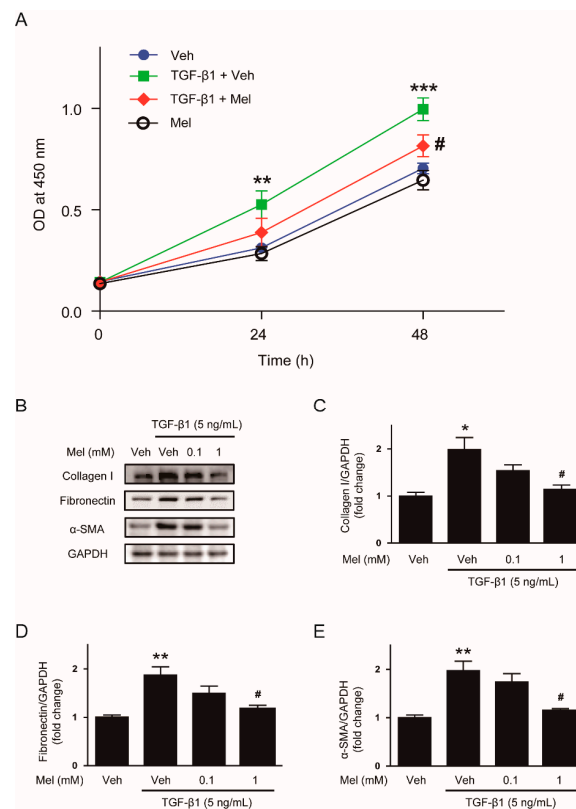 A
Veh
TGF-β1 + Veh
TGF-β1 + Mel
Mel
***
#
**
OD at 450 nm
1.0
0.5
0.0
0 24 48
Time (h)
B
TGF-β1 (5 ng/mL)
Mel (mM) Veh Veh 0.1 1
Collagen I
Fibronectin
α-SMA
GAPDH
C
Collagen I/GAPDH
(fold change)
2
1
*
#
Mel (mM) Veh Veh 0.1 1
TGF-β1 (5 ng/mL)
D
Fibronectin/GAPDH
(fold change)
2
1
**
#
Mel (mM) Veh Veh 0.1 1
TGF-β1 (5 ng/mL)
E
α-SMA/GAPDH
(fold change)
2
1
**
#
Mel (mM) Veh Veh 0.1 1
TGF-β1 (5 ng/mL)